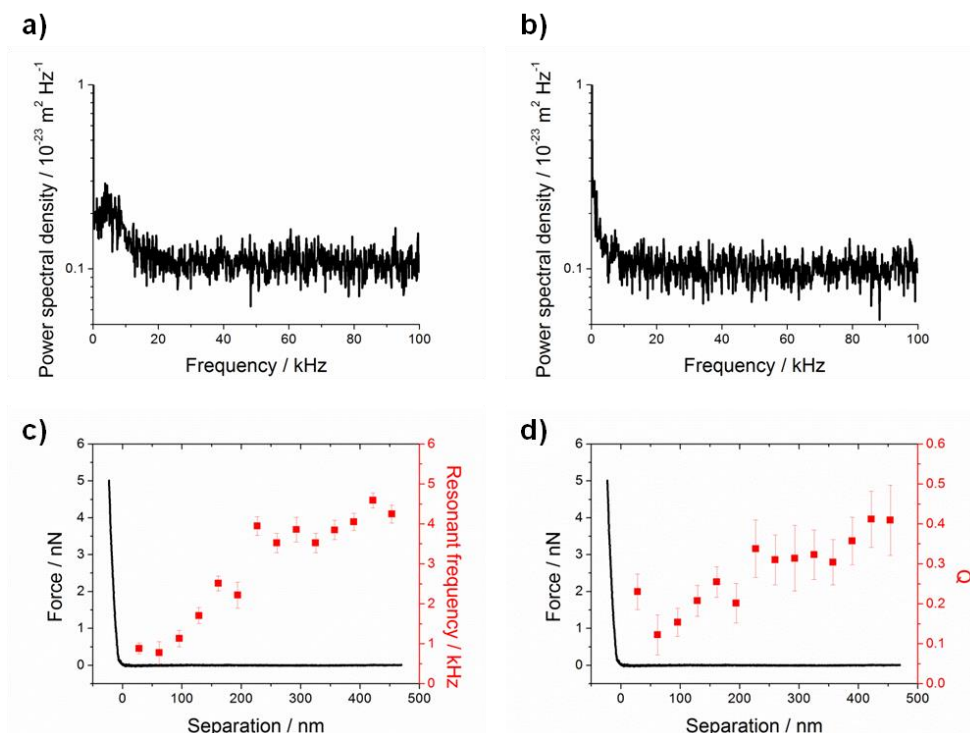 a)
Power spectral density / 10⁻²³ m² Hz⁻¹
1
0.1
0 20 40 60 80 100
Frequency / kHz
b)
Power spectral density / 10⁻²³ m² Hz⁻¹
1
0.1
0 20 40 60 80 100
Frequency / kHz
c)
Force / nN
6
5
4
3
2
1
0
0 100 200 300 400 500
Separation / nm
6
5
4
3
2
1
0
Resonant frequency / kHz
d)
Force / nN
6
5
4
3
2
1
0
0 100 200 300 400 500
Separation / nm
0.6
0.5
0.4
0.3
0.2
0.1
0.0
Q